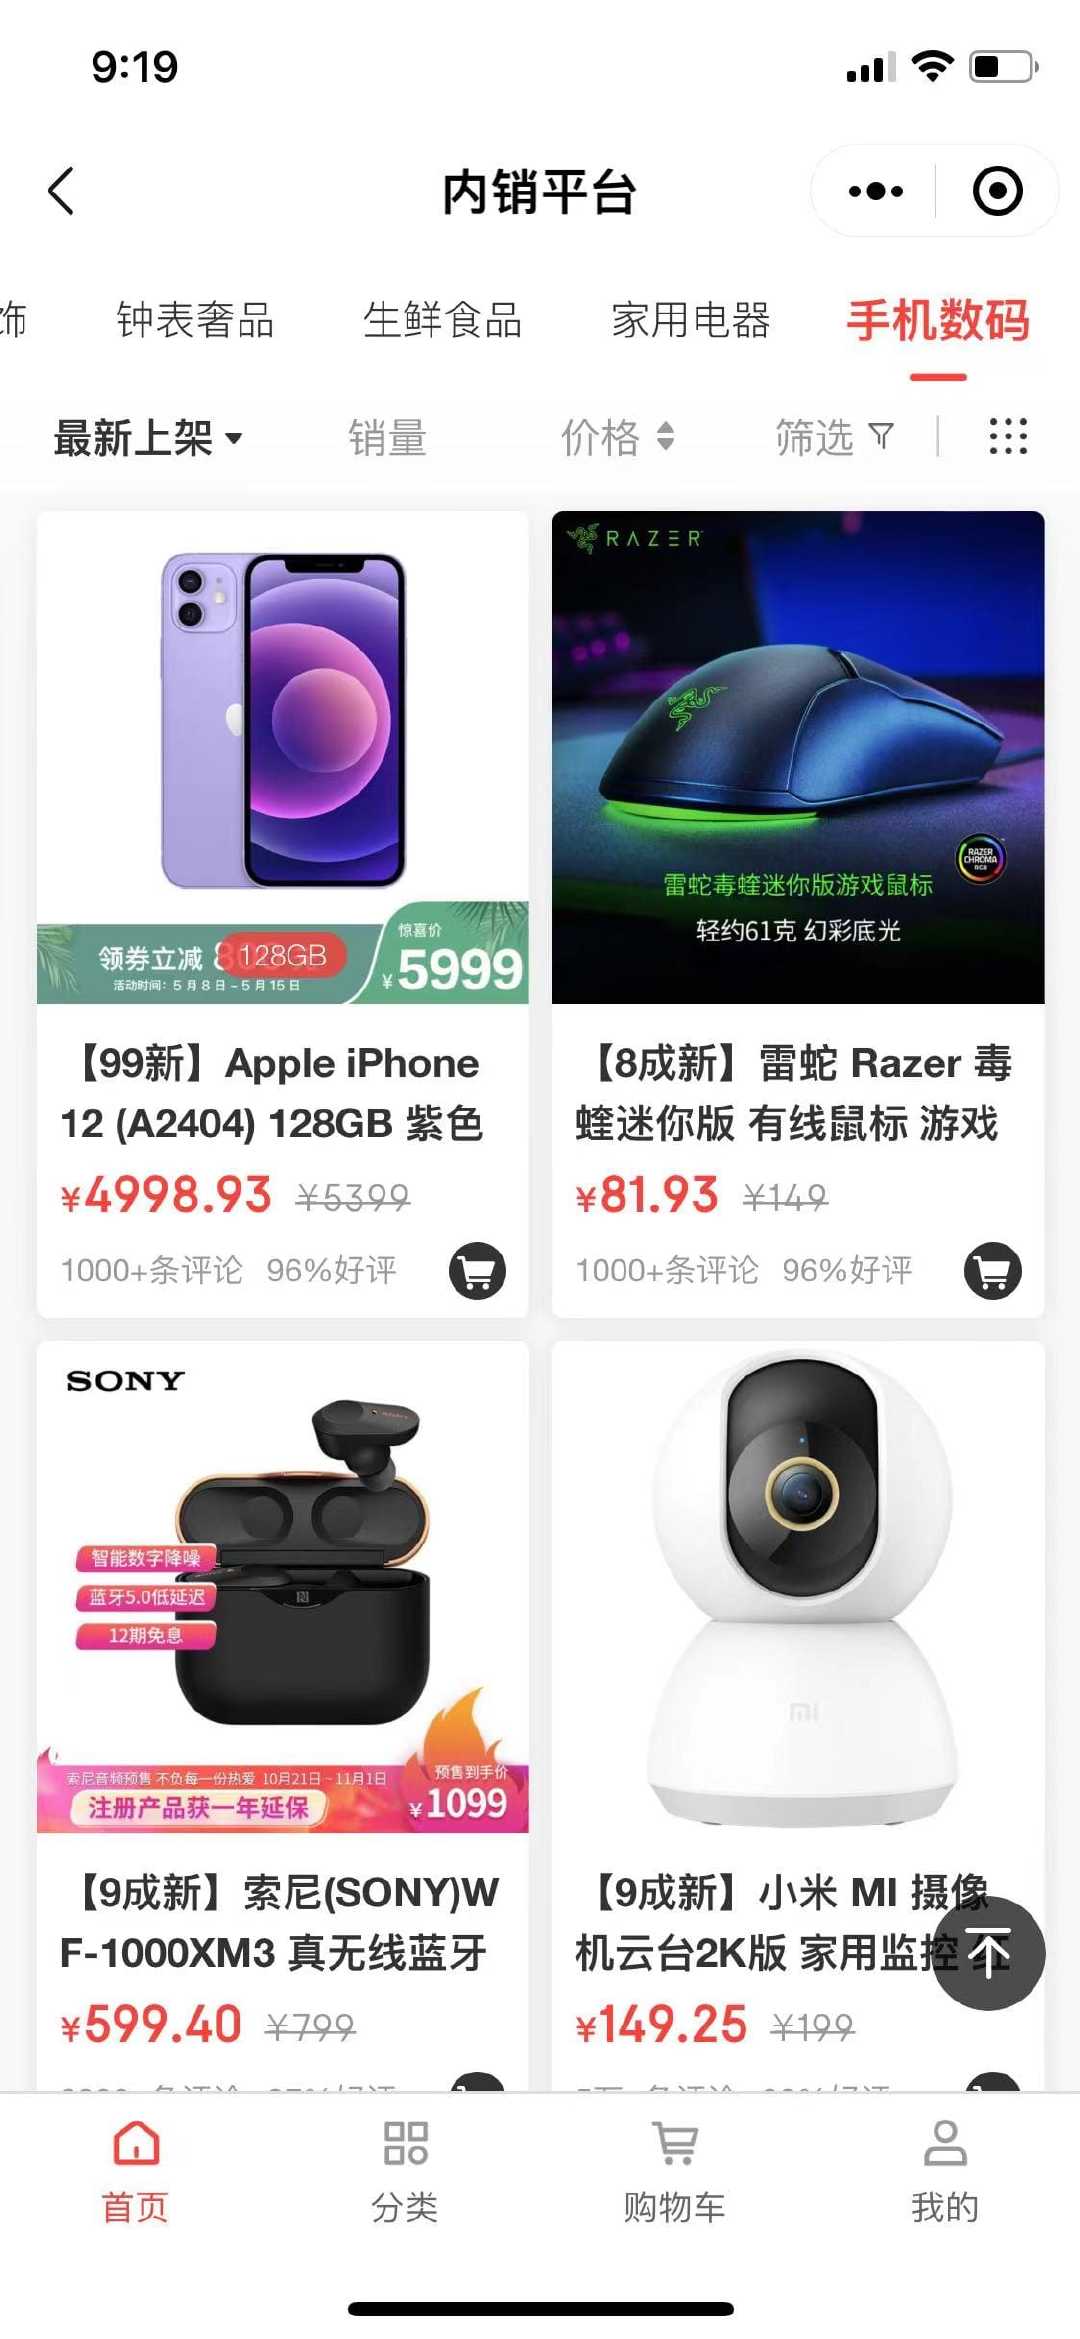 9:19
内销平台
饰 钟表奢品 生鲜食品 家用电器 手机数码
最新上架 销量 价格 筛选
领券立减 128GB
活动时间: 5月8日-5月15日
惊喜价
¥5999
【99新】Apple iPhone
12 (A2404) 128GB 紫色
¥4998.93 ¥5399
1000+条评论 96%好评
RAZER
RAZER
CHROMA
RGB
雷蛇毒蝰迷你版游戏鼠标
轻约61克 幻彩底光
【8成新】雷蛇 Razer 毒
蝰迷你版 有线鼠标 游戏
¥81.93 ¥149
1000+条评论 96%好评
SONY
智能数字降噪
蓝牙5.0低延迟
12期免息
索尼音频预售 不负每一份热爱 10月21日-11月1日
注册产品获一年延保
预售到手价
¥1099
【9成新】索尼(SONY)W
F-1000XM3 真无线蓝牙
¥599.40 ¥799
mi
【9成新】小米 MI 摄像
机云台2K版 家用监控 红
¥149.25 ¥199
首页 分类 购物车 我的